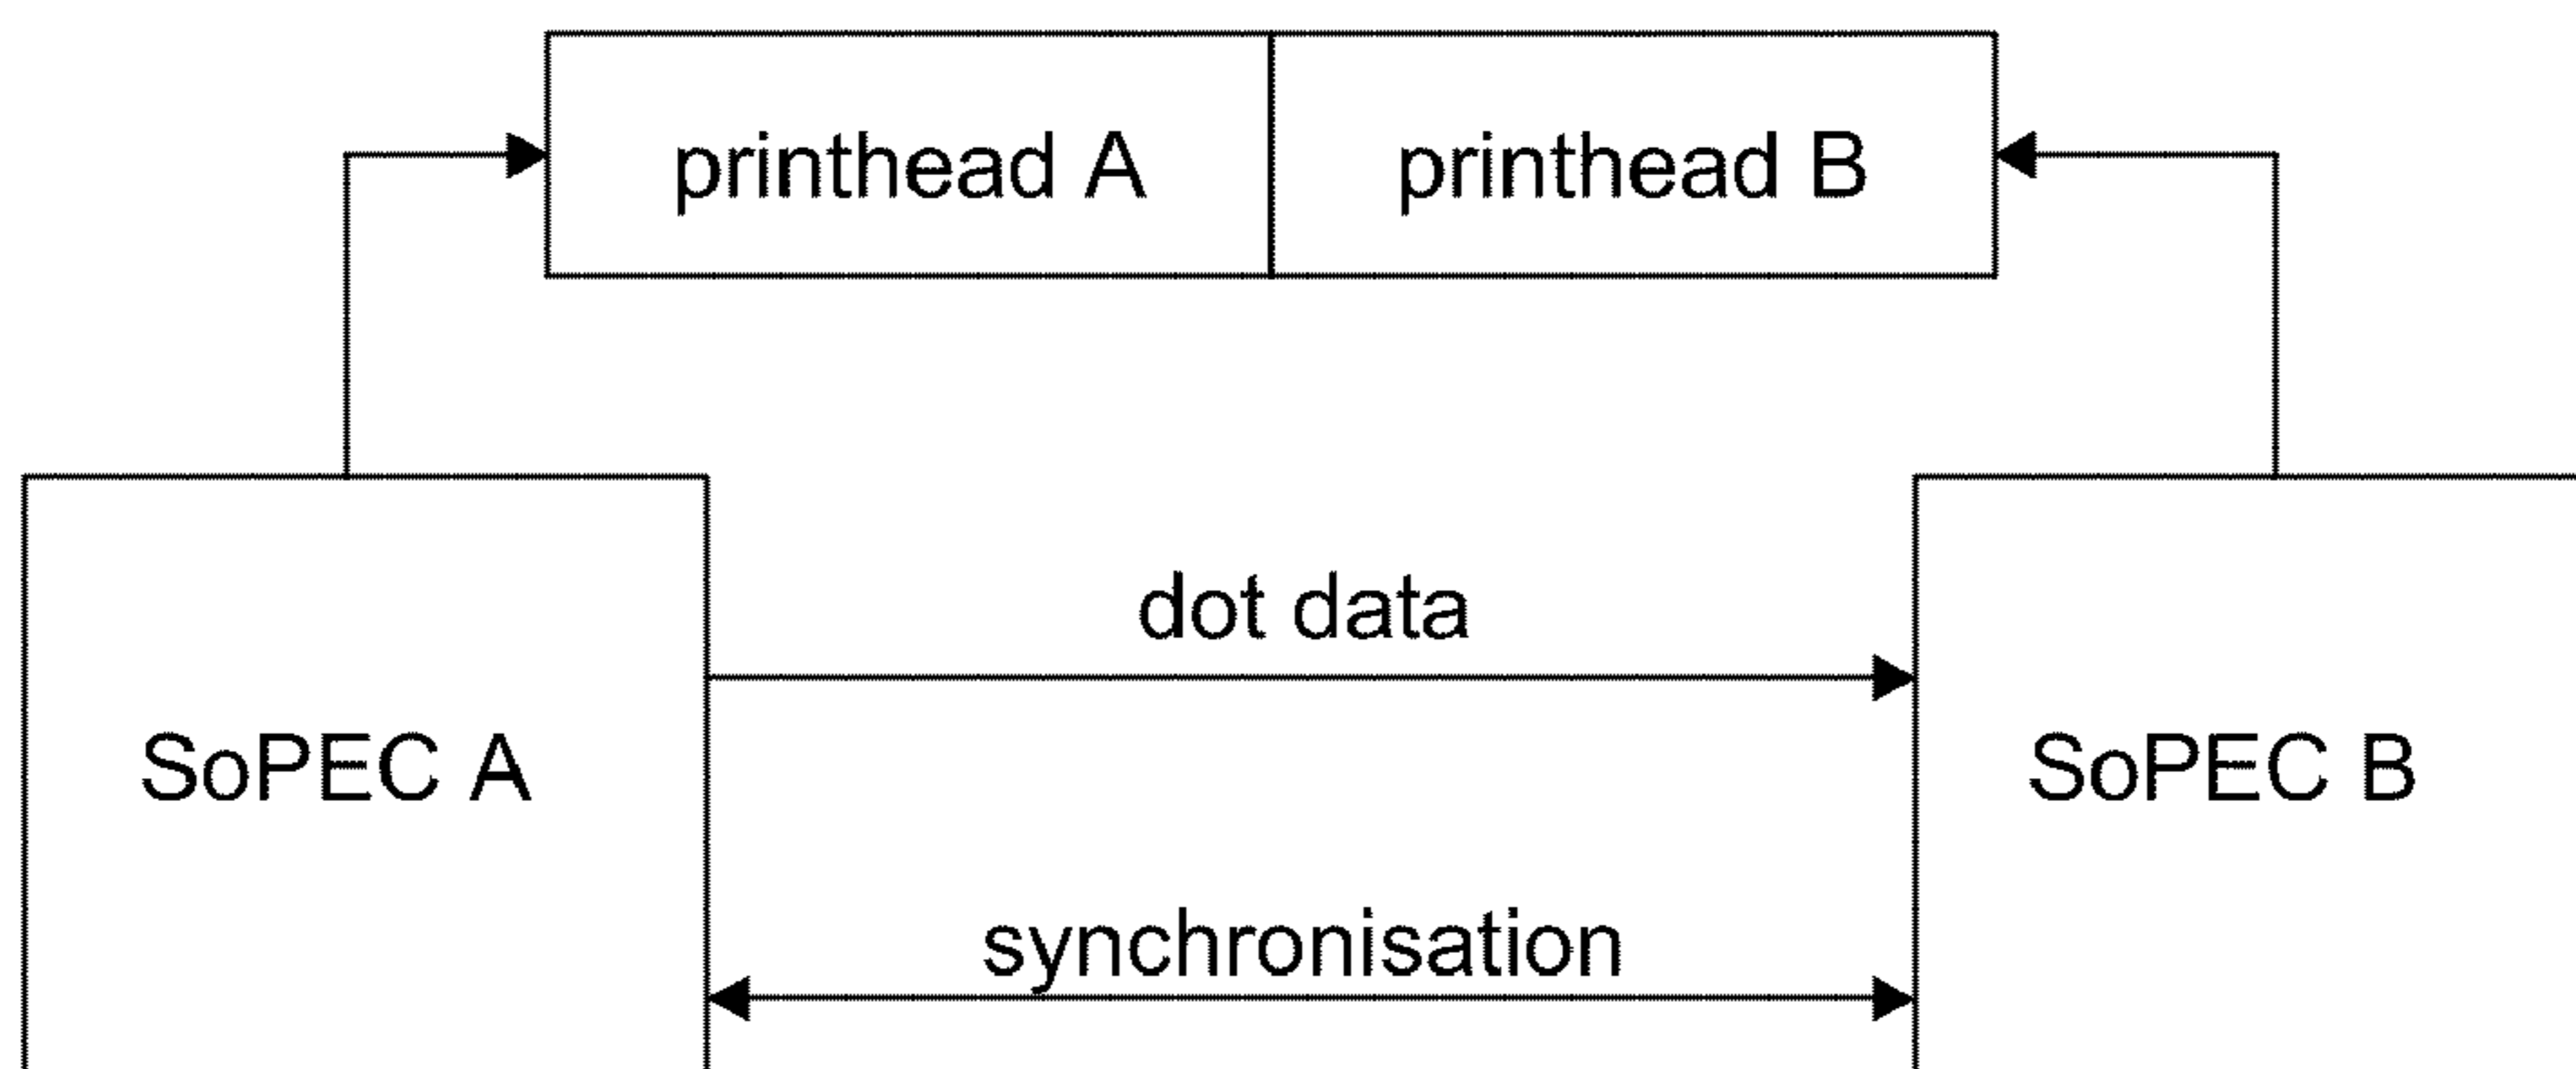 printhead A
printhead B
dot data
SoPEC A
SoPEC B
synchronisation